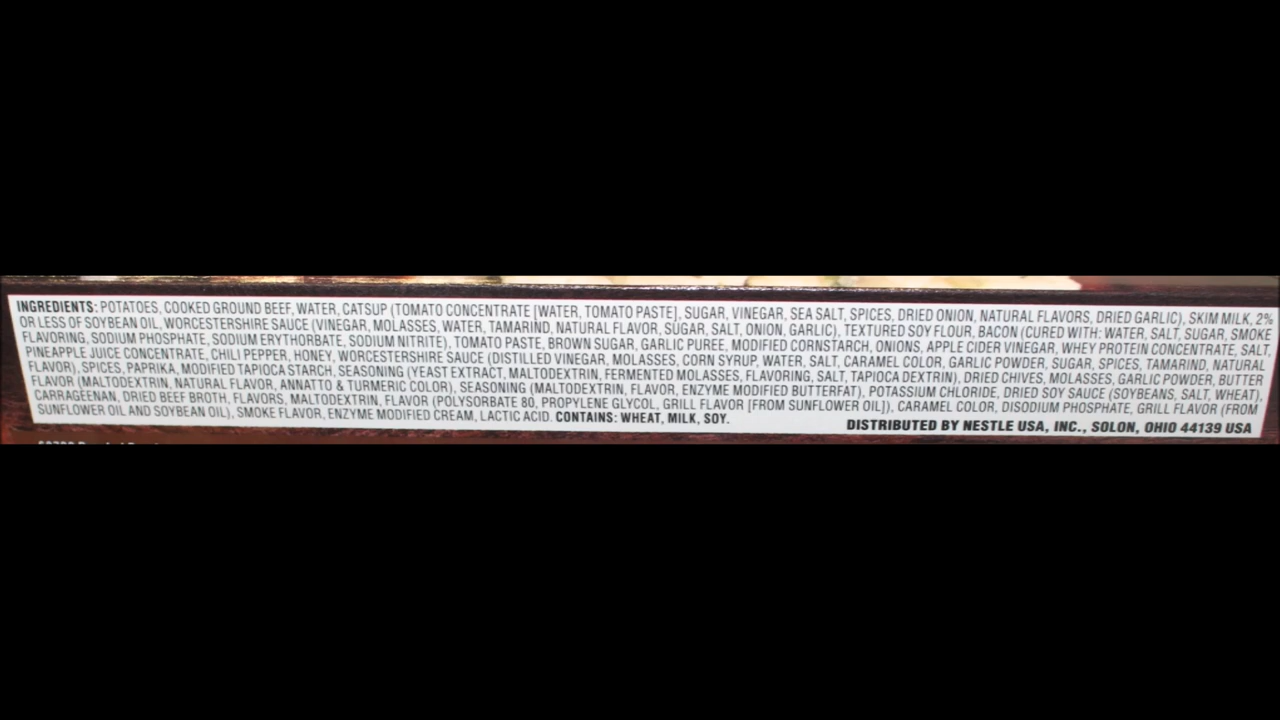 INGREDIENTS: POTATOES, COOKED GROUND BEEF, WATER, CATSUP (TOMATO CONCENTRATE [WATER, TOMATO PASTE], SUGAR, VINEGAR, SEA SALT, SPICES, DRIED ONION, NATURAL FLAVORS, DRIED GARLIC), SKIM MILK, 2%
OR LESS OF SOYBEAN OIL, WORCESTERSHIRE SAUCE (VINEGAR, MOLASSES, WATER, TAMARIND, NATURAL FLAVOR, SUGAR, SALT, ONION, GARLIC), TEXTURED SOY FLOUR, BACON (CURED WITH: WATER, SALT, SUGAR, SMOKE
FLAVORING, SODIUM PHOSPHATE, SODIUM ERYTHORBATE, SODIUM NITRITE), TOMATO PASTE, BROWN SUGAR, GARLIC PUREE, MODIFIED CORNSTARCH, ONIONS, APPLE CIDER VINEGAR, WHEY PROTEIN CONCENTRATE, SALT,
PINEAPPLE JUICE CONCENTRATE, CHILI PEPPER, HONEY, WORCESTERSHIRE SAUCE (DISTILLED VINEGAR, MOLASSES, CORN SYRUP, WATER, SALT, CARAMEL COLOR, GARLIC POWDER, SUGAR, SPICES, TAMARIND, NATURAL
FLAVOR), SPICES, PAPRIKA, MODIFIED TAPIOCA STARCH, SEASONING (YEAST EXTRACT, MALTODEXTRIN, FERMENTED MOLASSES, FLAVORING, SALT, TAPIOCA DEXTRIN), DRIED CHIVES, MOLASSES, GARLIC POWDER, BUTTER
FLAVOR (MALTODEXTRIN, NATURAL FLAVOR, ANNATTO & TURMERIC COLOR), SEASONING (MALTODEXTRIN, FLAVOR, ENZYME MODIFIED BUTTERFAT), POTASSIUM CHLORIDE, DRIED SOY SAUCE (SOYBEANS, SALT, WHEAT),
CARRAGEENAN, DRIED BEEF BROTH, FLAVORS, MALTODEXTRIN, FLAVOR (POLYSORBATE 80, PROPYLENE GLYCOL, GRILL FLAVOR [FROM SUNFLOWER OIL]), CARAMEL COLOR, DISODIUM PHOSPHATE, GRILL FLAVOR (FROM
SUNFLOWER OIL AND SOYBEAN OIL), SMOKE FLAVOR, ENZYME MODIFIED CREAM, LACTIC ACID. CONTAINS: WHEAT, MILK, SOY.
DISTRIBUTED BY NESTLE USA, INC., SOLON, OHIO 44139 USA